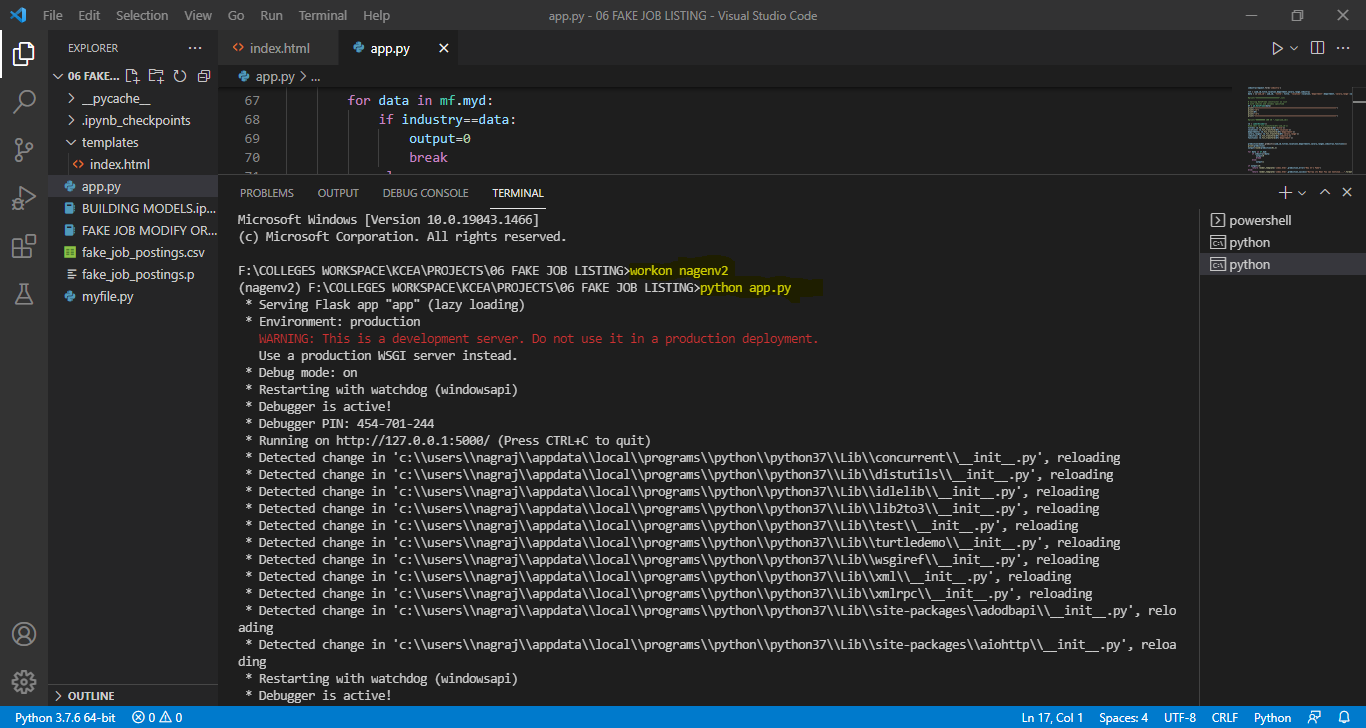 File Edit Selection View Go Run Terminal Help
app.py - 06 FAKE JOB LISTING - Visual Studio Code
EXPLORER
index.html
app.py
06 FAKE...
app.py > ...
__pycache__
.ipynb_checkpoints
templates
index.html
app.py
BUILDING MODELS.ip...
FAKE JOB MODIFY OR...
fake_job_postings.csv
fake_job_postings.p
myfile.py
OUTLINE
67 for data in mf.myd:
68 if industry==data:
69 output=0
70 break
PROBLEMS OUTPUT DEBUG CONSOLE TERMINAL
Microsoft Windows [Version 10.0.19043.1466]
(c) Microsoft Corporation. All rights reserved.
F:\COLLEGES WORKSPACE\KCEA\PROJECTS\06 FAKE JOB LISTING>workon nagenv2
(nagenv2) F:\COLLEGES WORKSPACE\KCEA\PROJECTS\06 FAKE JOB LISTING>python app.py
* Serving Flask app "app" (lazy loading)
* Environment: production
WARNING: This is a development server. Do not use it in a production deployment.
Use a production WSGI server instead.
* Debug mode: on
* Restarting with watchdog (windowsapi)
* Debugger is active!
* Debugger PIN: 454-701-244
* Running on http://127.0.0.1:5000/ (Press CTRL+C to quit)
* Detected change in 'c:\\users\\nagraj\\appdata\\local\\programs\\python\\python37\\Lib\\concurrent\\__init__.py', reloading
* Detected change in 'c:\\users\\nagraj\\appdata\\local\\programs\\python\\python37\\Lib\\distutils\\__init__.py', reloading
* Detected change in 'c:\\users\\nagraj\\appdata\\local\\programs\\python\\python37\\Lib\\idlelib\\__init__.py', reloading
* Detected change in 'c:\\users\\nagraj\\appdata\\local\\programs\\python\\python37\\Lib\\lib2to3\\__init__.py', reloading
* Detected change in 'c:\\users\\nagraj\\appdata\\local\\programs\\python\\python37\\Lib\\test\\__init__.py', reloading
* Detected change in 'c:\\users\\nagraj\\appdata\\local\\programs\\python\\python37\\Lib\\turtledemo\\__init__.py', reloading
* Detected change in 'c:\\users\\nagraj\\appdata\\local\\programs\\python\\python37\\Lib\\wsgiref\\__init__.py', reloading
* Detected change in 'c:\\users\\nagraj\\appdata\\local\\programs\\python\\python37\\Lib\\xml\\__init__.py', reloading
* Detected change in 'c:\\users\\nagraj\\appdata\\local\\programs\\python\\python37\\Lib\\xmlrpc\\__init__.py', reloading
* Detected change in 'c:\\users\\nagraj\\appdata\\local\\programs\\python\\python37\\Lib\\site-packages\\adodbapi\\__init__.py', relo
ading
* Detected change in 'c:\\users\\nagraj\\appdata\\local\\programs\\python\\python37\\Lib\\site-packages\\aiohttp\\__init__.py', reloa
ding
* Restarting with watchdog (windowsapi)
* Debugger is active!
powershell
python
python
Python 3.7.6 64-bit 0 0 Ln 17, Col 1 Spaces: 4 UTF-8 CRLF Python